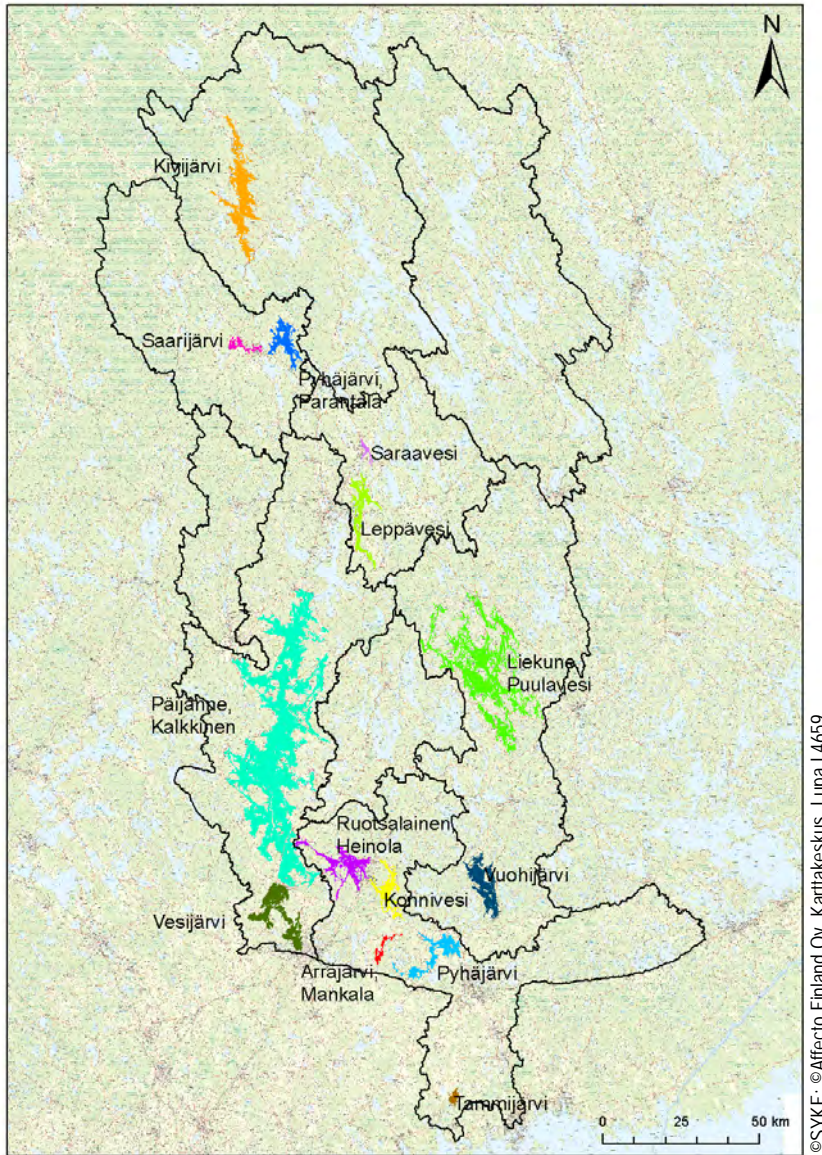 N
Kivijärvi
Saarijärvi
Pyhäjärvi,
Parantala
Saraavesi
Leppävesi
Liekune,
Puulavesi
Päijänne,
Kalkkinen
Ruotsalainen,
Heinola
Vuohijärvi
Konnivesi
Vesijärvi
Arrajärvi,
Mankala
Pyhäjärvi
Tammijärvi
0 25 50 km
©SYKE; ©Affecto Finland Oy, Karttakeskus, Lupa L4659